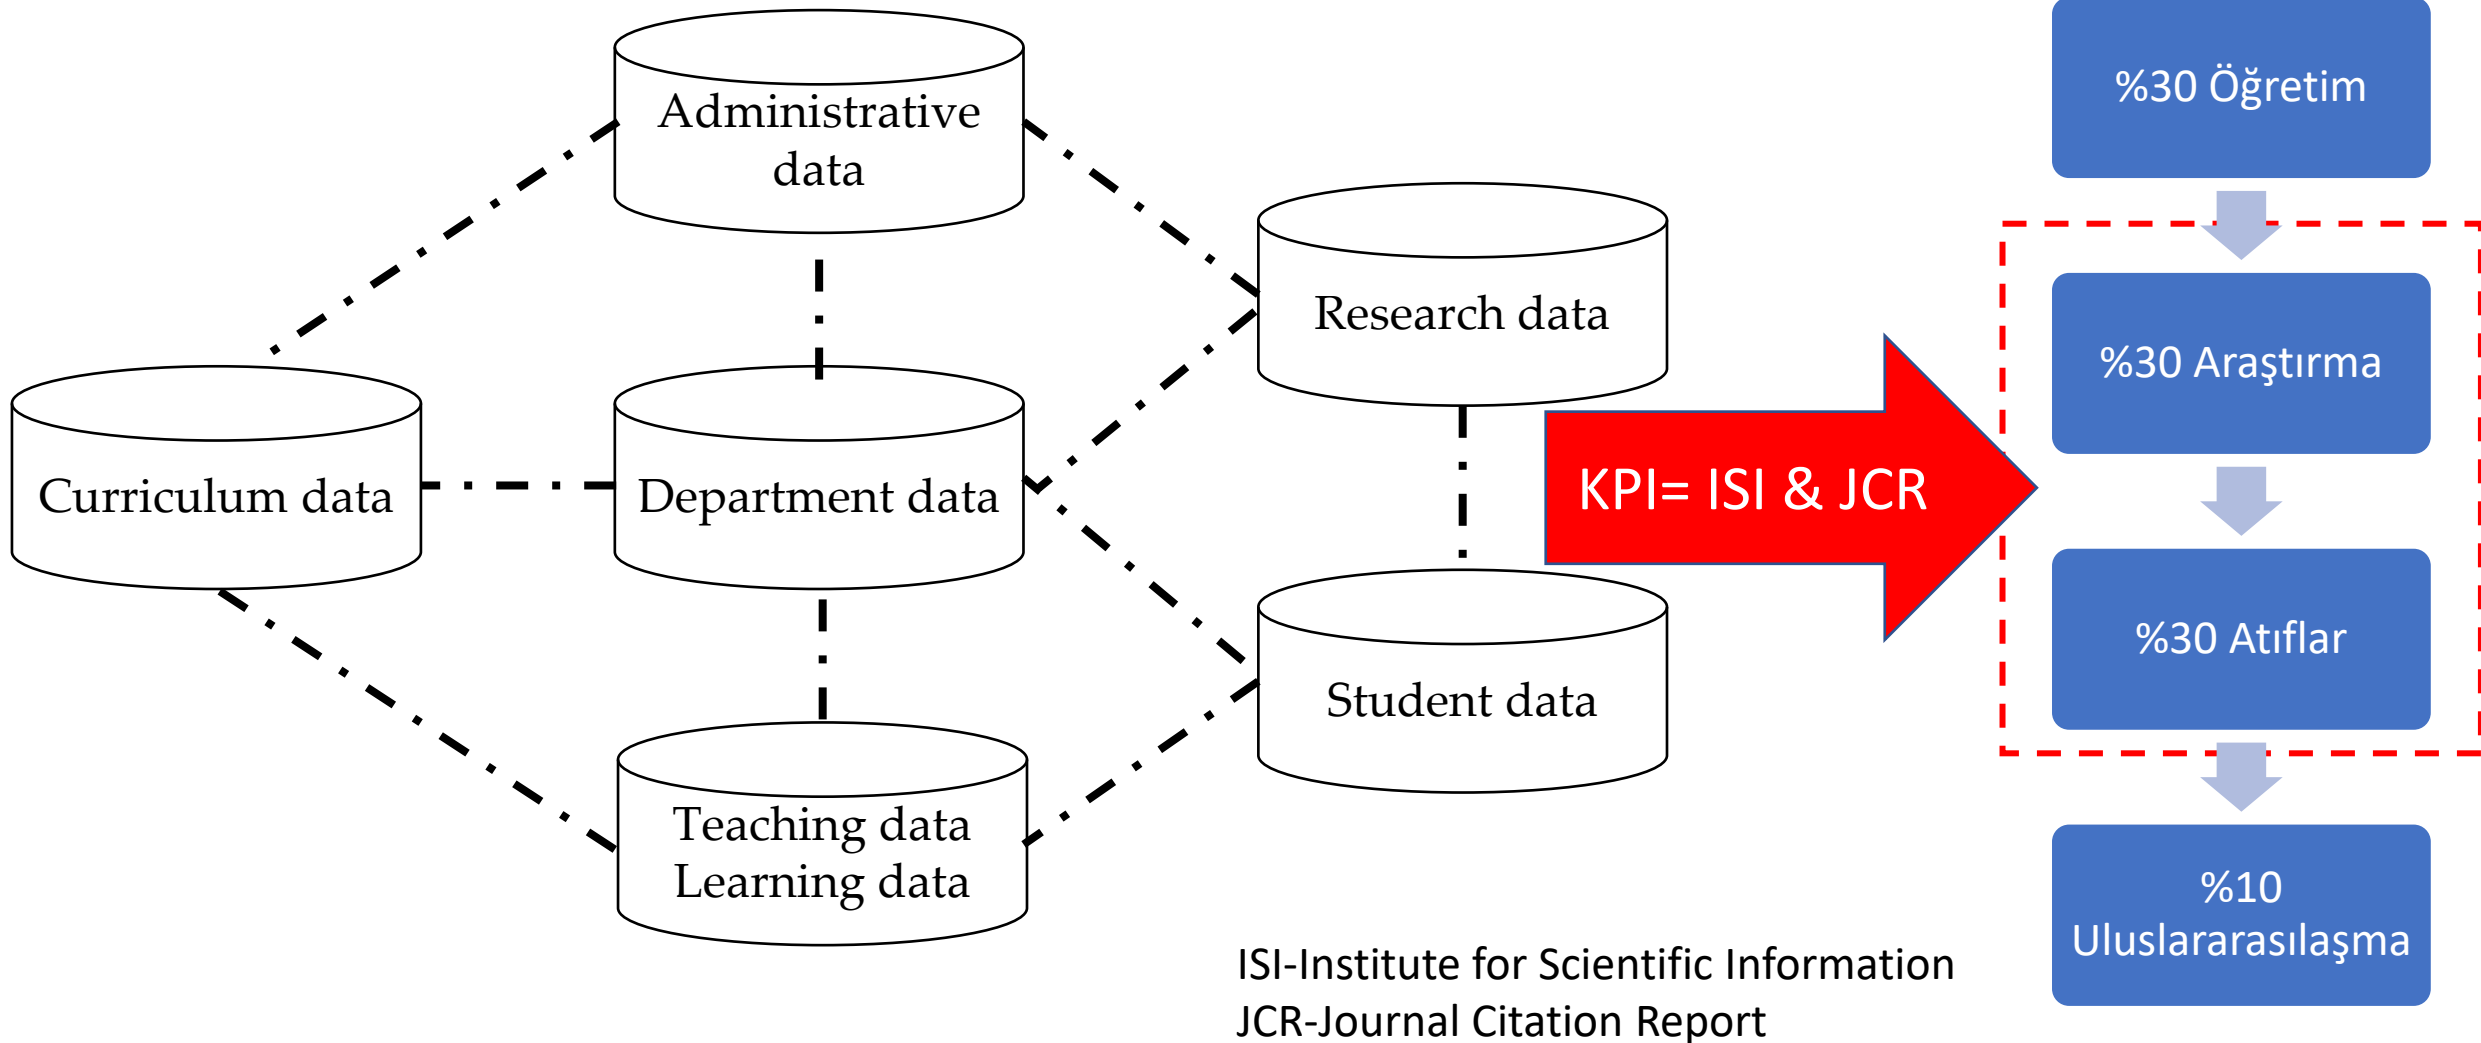 Administrative
data
Research data
Curriculum data
Department data
Student data
Teaching data
Learning data
KPI= ISI & JCR
%30 Öğretim
%30 Araştırma
%30 Atıflar
%10
Uluslararasılaşma
ISI-Institute for Scientific Information
JCR-Journal Citation Report